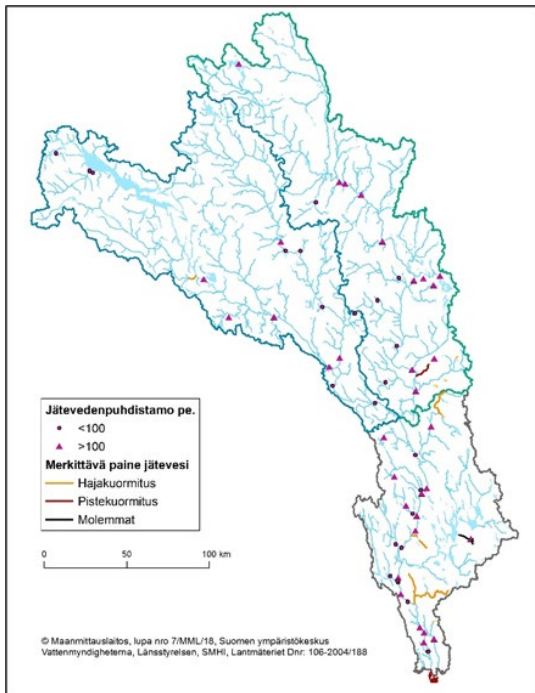 Jätevedenpuhdistamo pe.
<100
>100
Merkittävä paine jätevesi
Hajakuormitus
Pistekuormitus
Molemmat
0 50 100 km
© Maanmittauslaitos, lupa nro 7/MML/18, Suomen ympäristökeskus
Vattenmyndigheterna, Länsstyrelsen, SMHI, Lantmäteriet Dnr: 106-2004/188